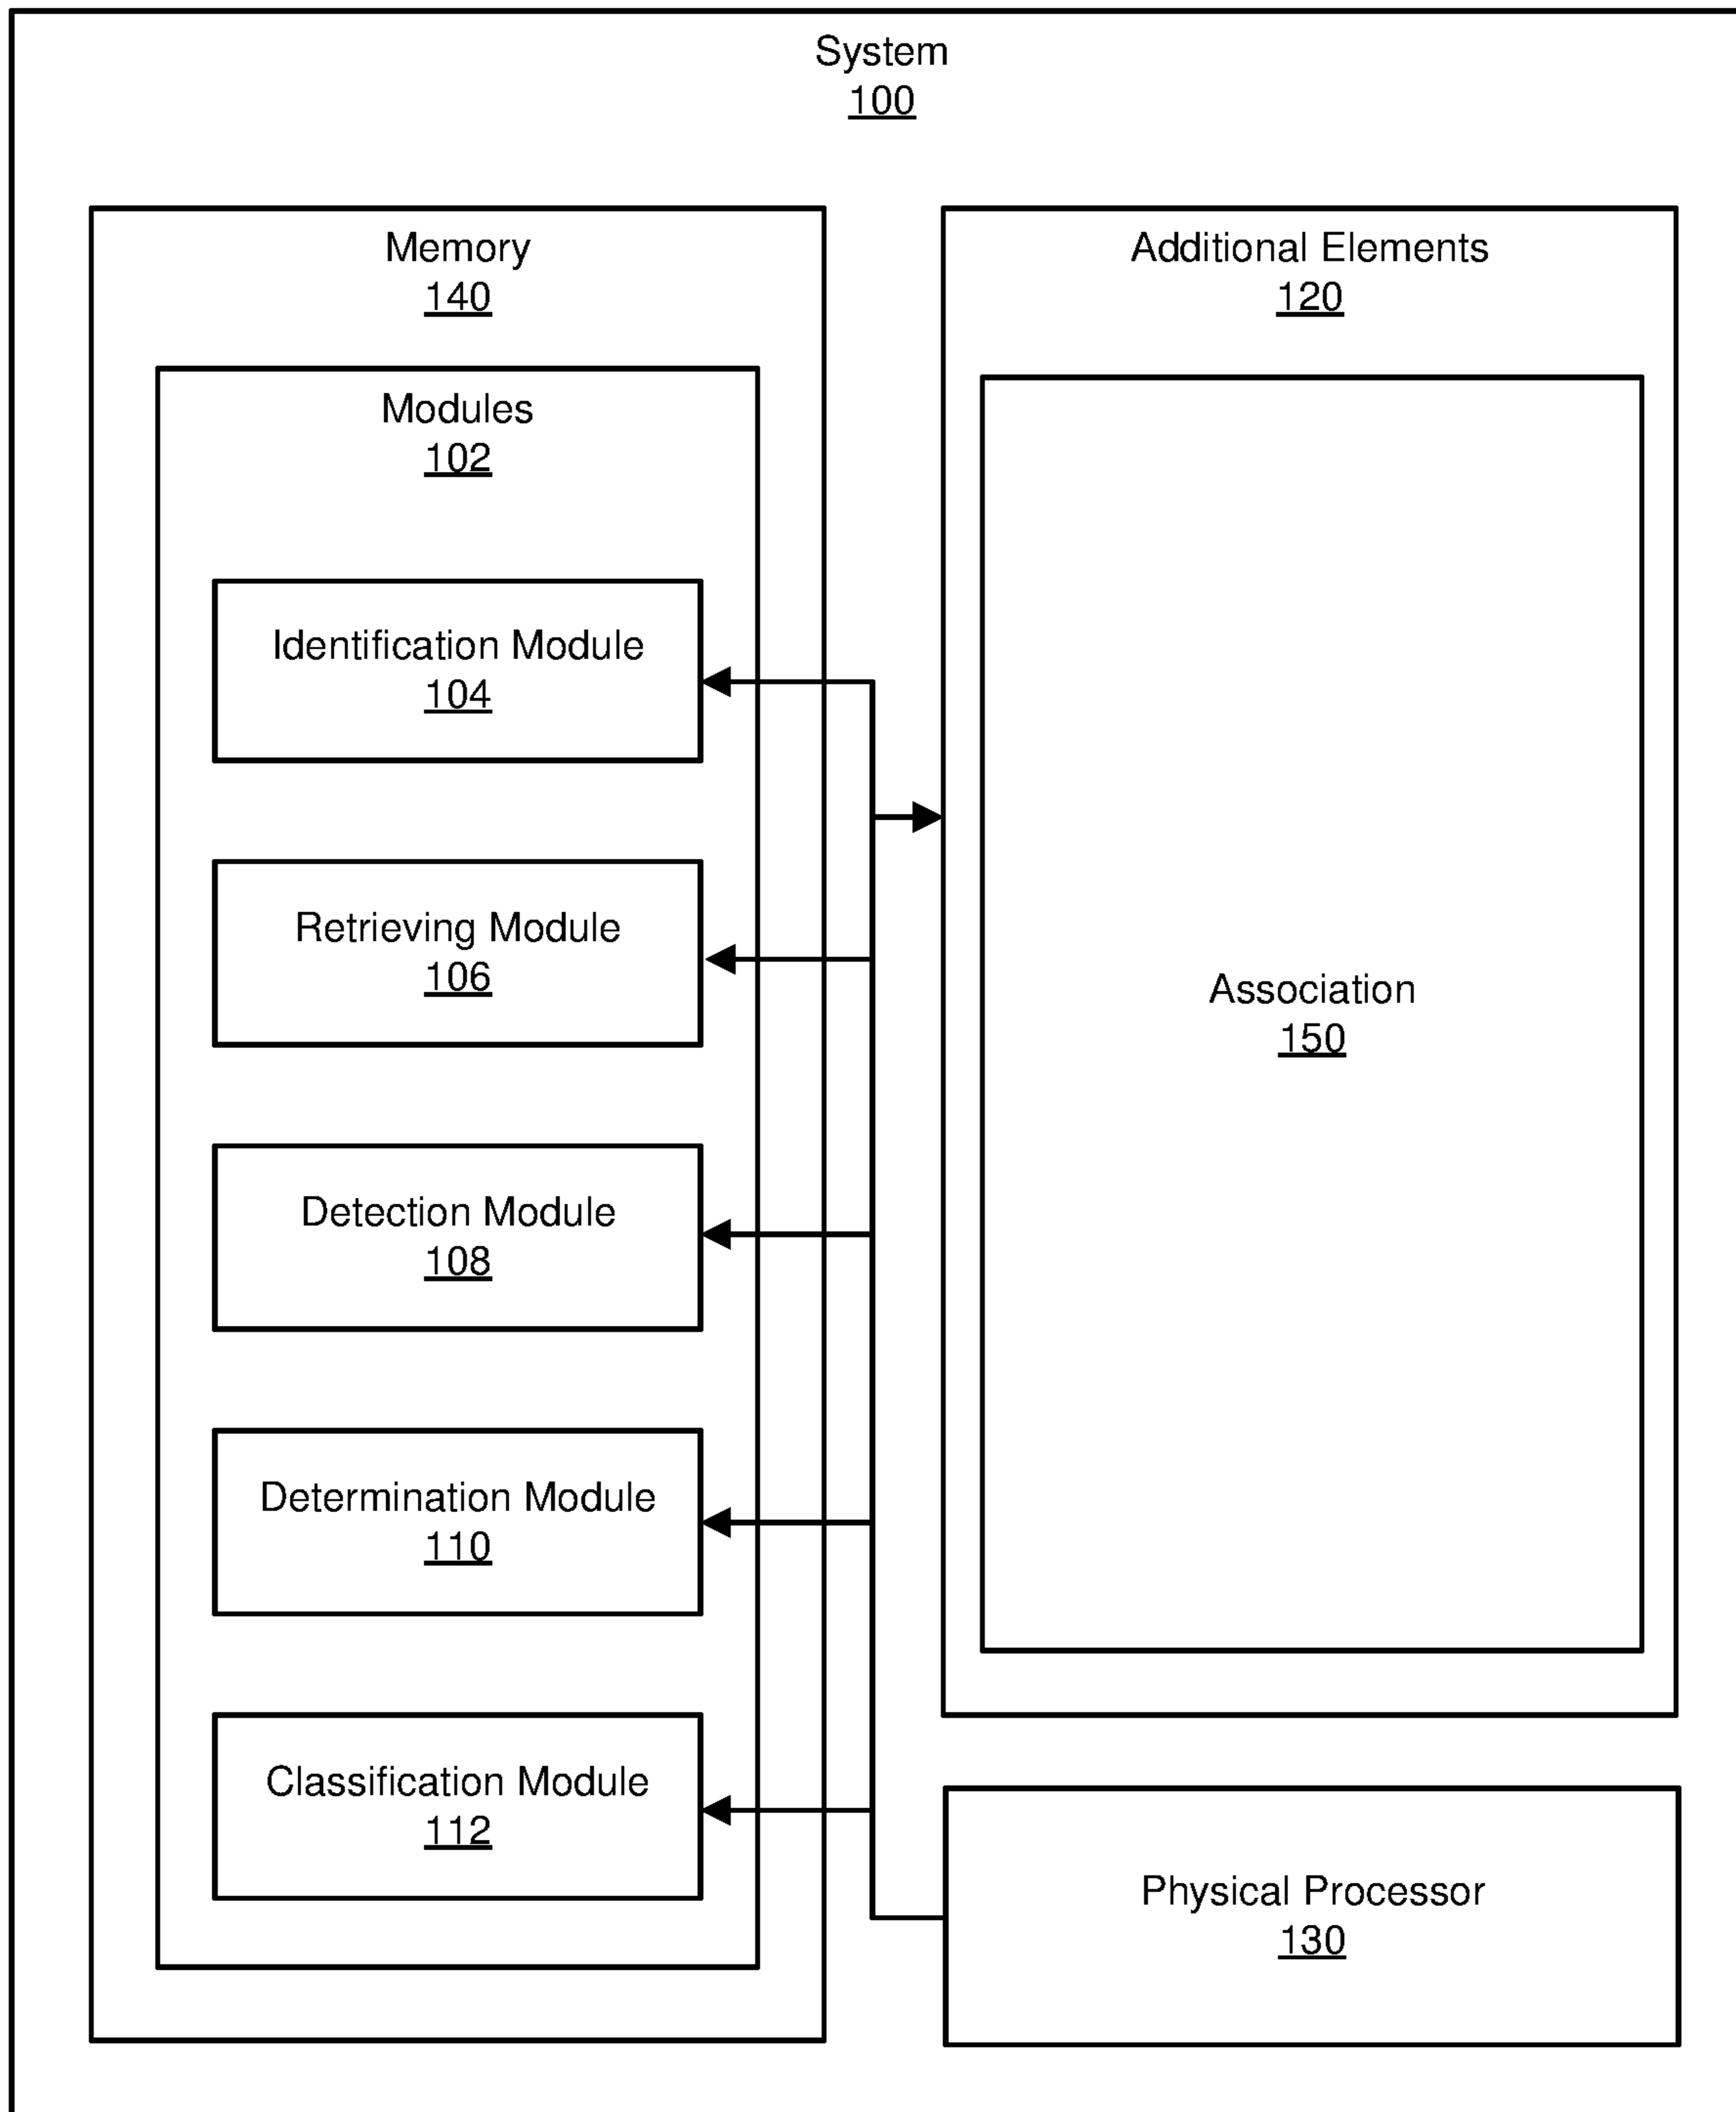 System
100
Memory
140
Modules
102
Identification Module
104
Retrieving Module
106
Detection Module
108
Determination Module
110
Classification Module
112
Additional Elements
120
Association
150
Physical Processor
130